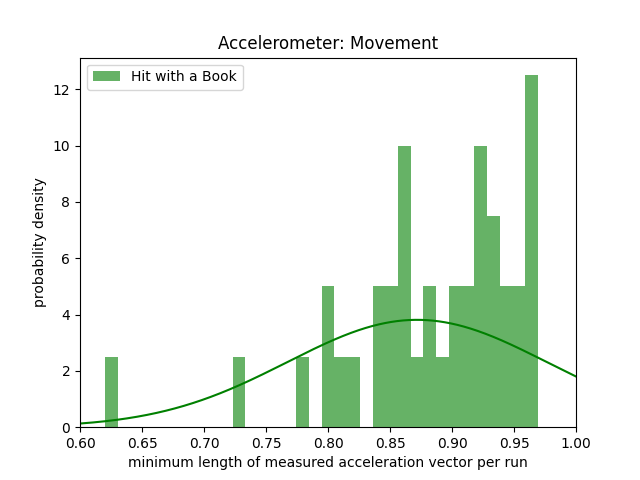 Accelerometer: Movement
Hit with a Book
probability density
12
10
8
6
4
2
0
0.60 0.65 0.70 0.75 0.80 0.85 0.90 0.95 1.00
minimum length of measured acceleration vector per run